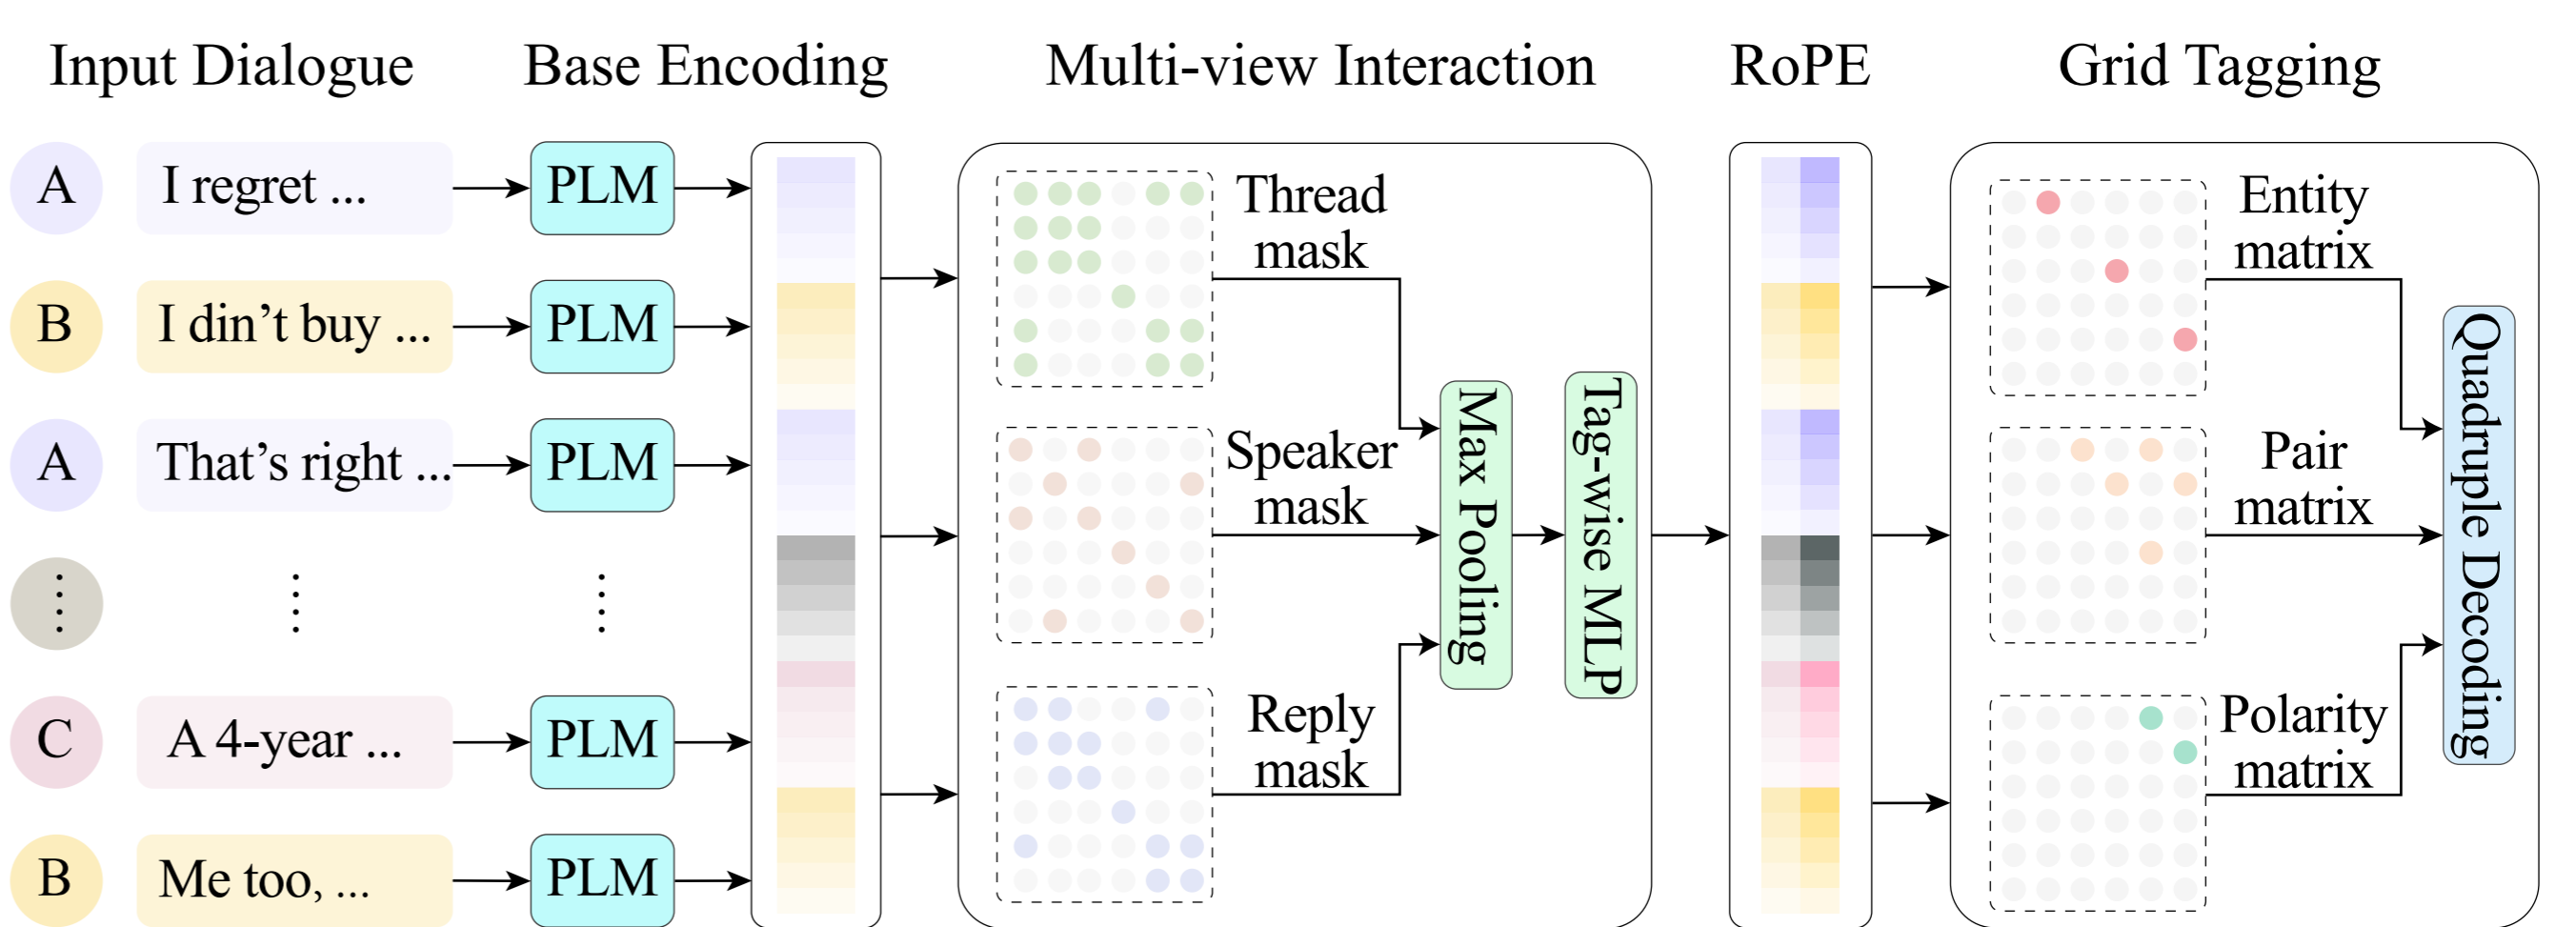 Input Dialogue
Base Encoding
Multi-view Interaction
RoPE
Grid Tagging
A
I regret ...
PLM
B
I din’t buy ...
PLM
A
That’s right ...
PLM
C
A 4-year ...
PLM
B
Me too, ...
PLM
Thread
mask
Speaker
mask
Reply
mask
Max Pooling
Tag-wise MLP
Entity
matrix
Pair
matrix
Polarity
matrix
Quadruple Decoding